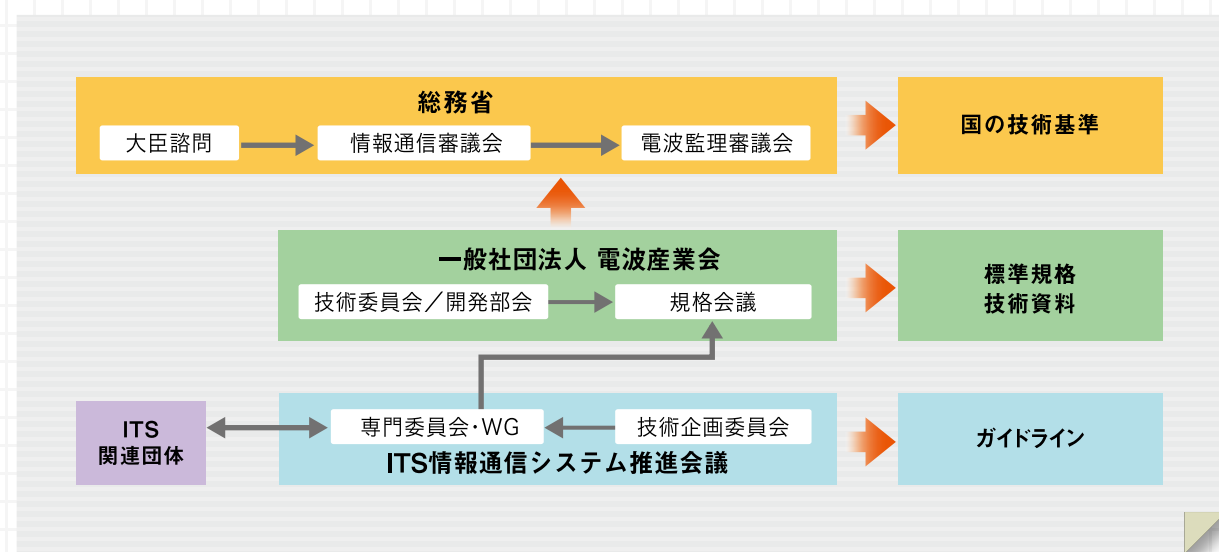 総務省
大臣諮問
情報通信審議会
電波監理審議会
国の技術基準
一般社団法人 電波産業会
技術委員会／開発部会
規格会議
標準規格
技術資料
ITS
関連団体
専門委員会・WG
技術企画委員会
ITS情報通信システム推進会議
ガイドライン